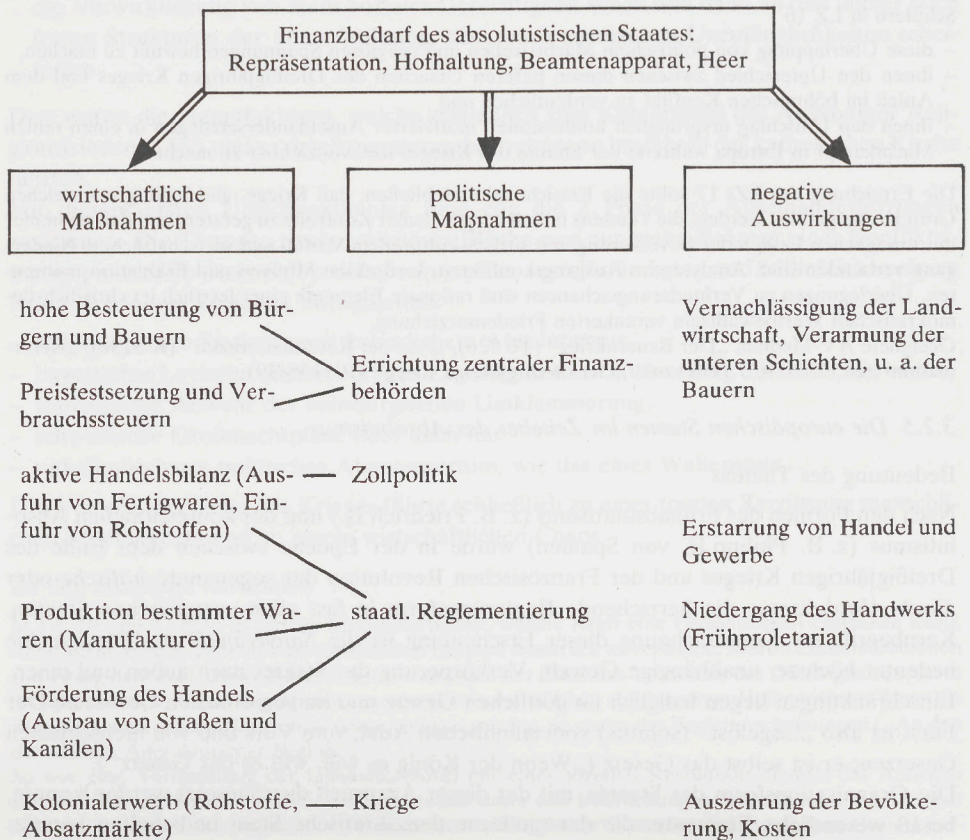 Finanzbedarf des absolutistischen Staates:
Repräsentation, Hofhaltung, Beamtenapparat, Heer
wirtschaftliche
Maßnahmen
politische
Maßnahmen
negative
Auswirkungen
hohe Besteuerung von Bür-
gern und Bauern
Preisfestsetzung und Ver-
brauchssteuern
Errichtung zentraler Finanz-
behörden
Vernachlässigung der Land-
wirtschaft, Verarmung der
unteren Schichten, u. a. der
Bauern
aktive Handelsbilanz (Aus-
fuhr von Fertigwaren, Ein-
fuhr von Rohstoffen)
Zollpolitik
Erstarrung von Handel und
Gewerbe
Produktion bestimmter Wa-
ren (Manufakturen)
staatl. Reglementierung
Niedergang des Handwerks
(Frühproletariat)
Förderung des Handels
(Ausbau von Straßen und
Kanälen)
Kolonialerwerb (Rohstoffe,
Absatzmärkte)
Kriege
Auszehrung der Bevölke-
rung, Kosten